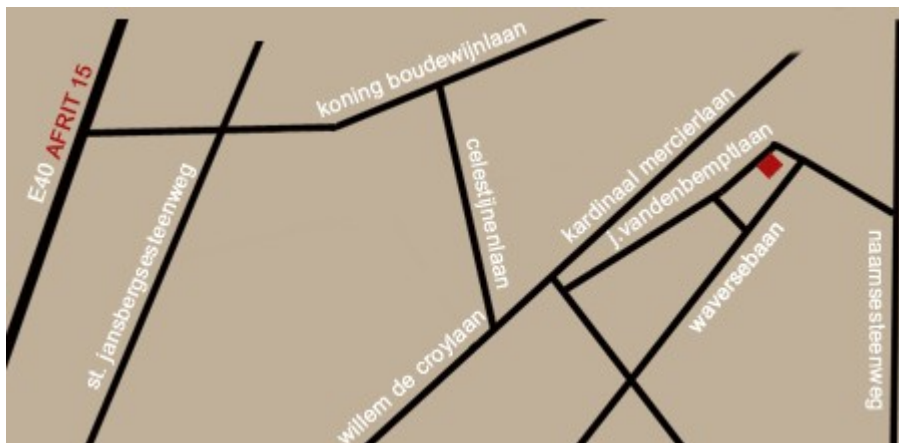 E40 AFRIT 15
st. jansbergsesteenweg
koning boudewijnlaan
celestijnenlaan
willem de croylaan
kardinaal mercierlaan
j.vandenbemptlaan
waversebaan
naamsesteenweg